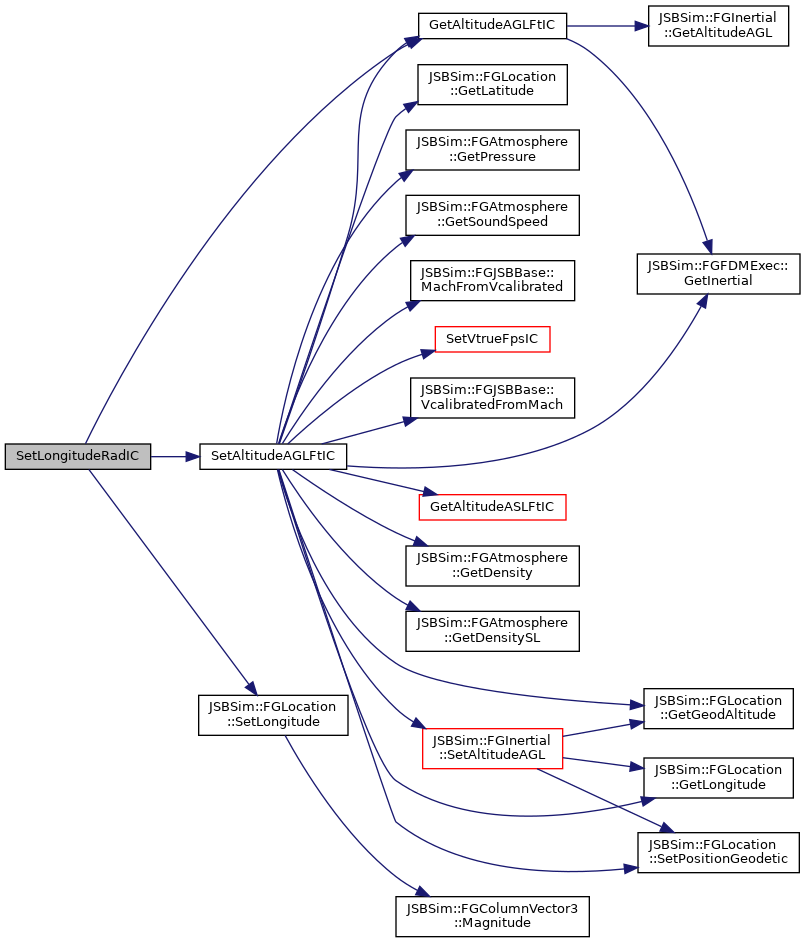 GetAltitudeAGLFtIC
JSBSim::FGInertial
::GetAltitudeAGL
JSBSim::FGLocation
::GetLatitude
JSBSim::FGAtmosphere
::GetPressure
JSBSim::FGAtmosphere
::GetSoundSpeed
JSBSim::FGJSBBase::
MachFromVcalibrated
JSBSim::FGFDMExec::
GetInertial
SetVtrueFpsIC
JSBSim::FGJSBBase::
VcalibratedFromMach
SetLongitudeRadIC
SetAltitudeAGLFtIC
GetAltitudeASLFtIC
JSBSim::FGAtmosphere
::GetDensity
JSBSim::FGAtmosphere
::GetDensitySL
JSBSim::FGLocation
::SetLongitude
JSBSim::FGLocation
::GetGeodAltitude
JSBSim::FGInertial
::SetAltitudeAGL
JSBSim::FGLocation
::GetLongitude
JSBSim::FGLocation
::SetPositionGeodetic
JSBSim::FGColumnVector3
::Magnitude